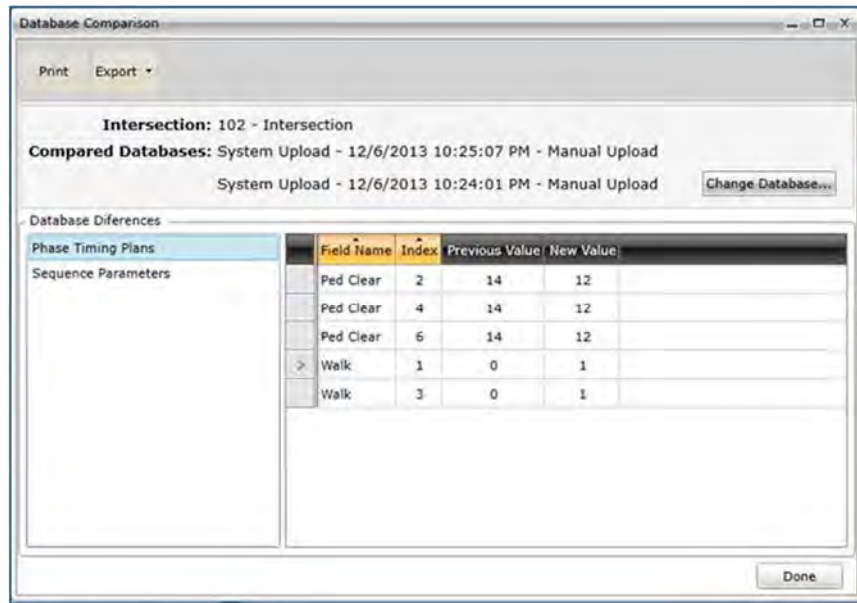 Database Comparison
Print Export
Intersection: 102 - Intersection
Compared Databases: System Upload - 12/6/2013 10:25:07 PM - Manual Upload
System Upload - 12/6/2013 10:24:01 PM - Manual Upload Change Database...
Database Diferences
Phase Timing Plans
Sequence Parameters
Field Name Index Previous Value New Value
Ped Clear 2 14 12
Ped Clear 4 14 12
Ped Clear 6 14 12
> Walk 1 0 1
Walk 3 0 1
Done